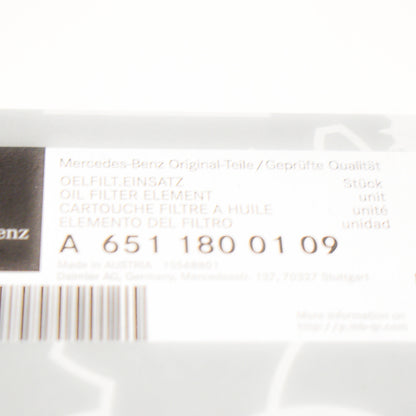 Mercedes-Benz Original-Teile / Geprüfte Qualität
OELFILT.EINSATZ Stück
OIL FILTER ELEMENT unit
CARTOUCHE FILTRE A HUILE unité
ELEMENTO DEL FILTRO unidad
enz
A 651 180 01 09
Made in AUSTRIA
Daimler AG, Germany, Mercedesstr. 137, 70327 Stuttgart
More information on